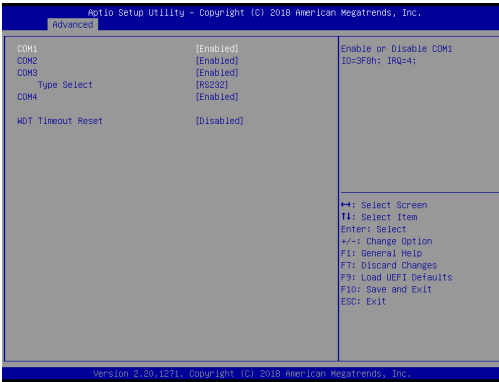 Aptio Setup Utility - Copyright (C) 2018 American Megatrends, Inc.
Advanced
COM1 [Enabled]
COM2 [Enabled]
COM3 [Enabled]
Type Select [RS232]
COM4 [Enabled]
WDT Timeout Reset [Disabled]
Enable or Disable COM1
IO=3F8h; IRQ=4;
↔: Select Screen
↑↓: Select Item
Enter: Select
+/-: Change Option
F1: General Help
F7: Discard Changes
F9: Load UEFI Defaults
F10: Save and Exit
ESC: Exit
Version 2.20.1271. Copyright (C) 2018 American Megatrends, Inc.